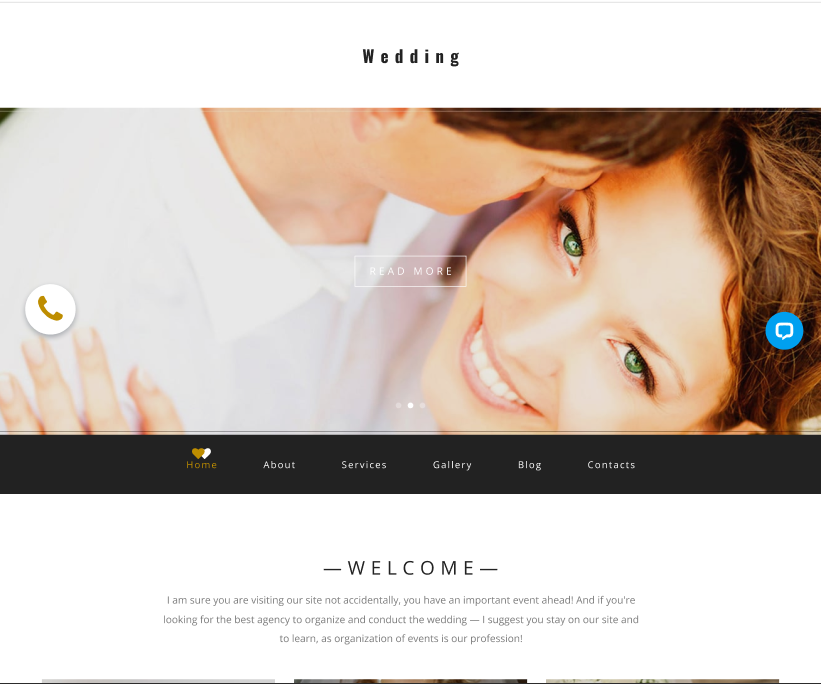 Wedding
READ MORE
Home About Services Gallery Blog Contacts
—WELCOME—
I am sure you are visiting our site not accidentally, you have an important event ahead! And if you're
looking for the best agency to organize and conduct the wedding — I suggest you stay on our site and
to learn, as organization of events is our profession!